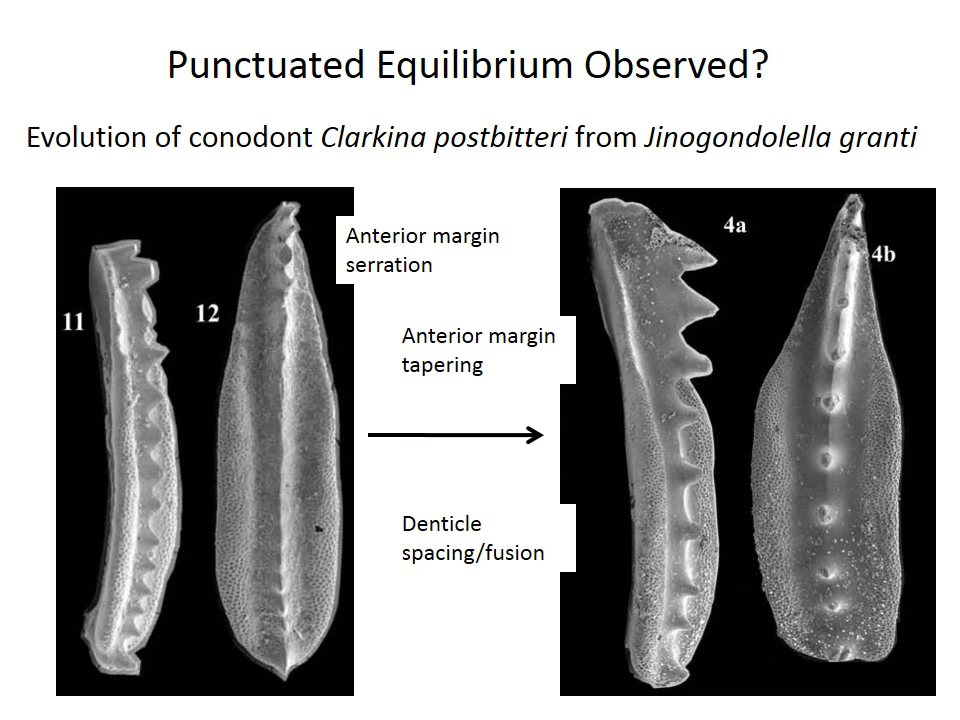 Punctuated Equilibrium Observed?
Evolution of conodont Clarkina postbitteri from Jinogondolella granti
11
12
Anterior margin
serration
Anterior margin
tapering
Denticle
spacing/fusion
4a
4b